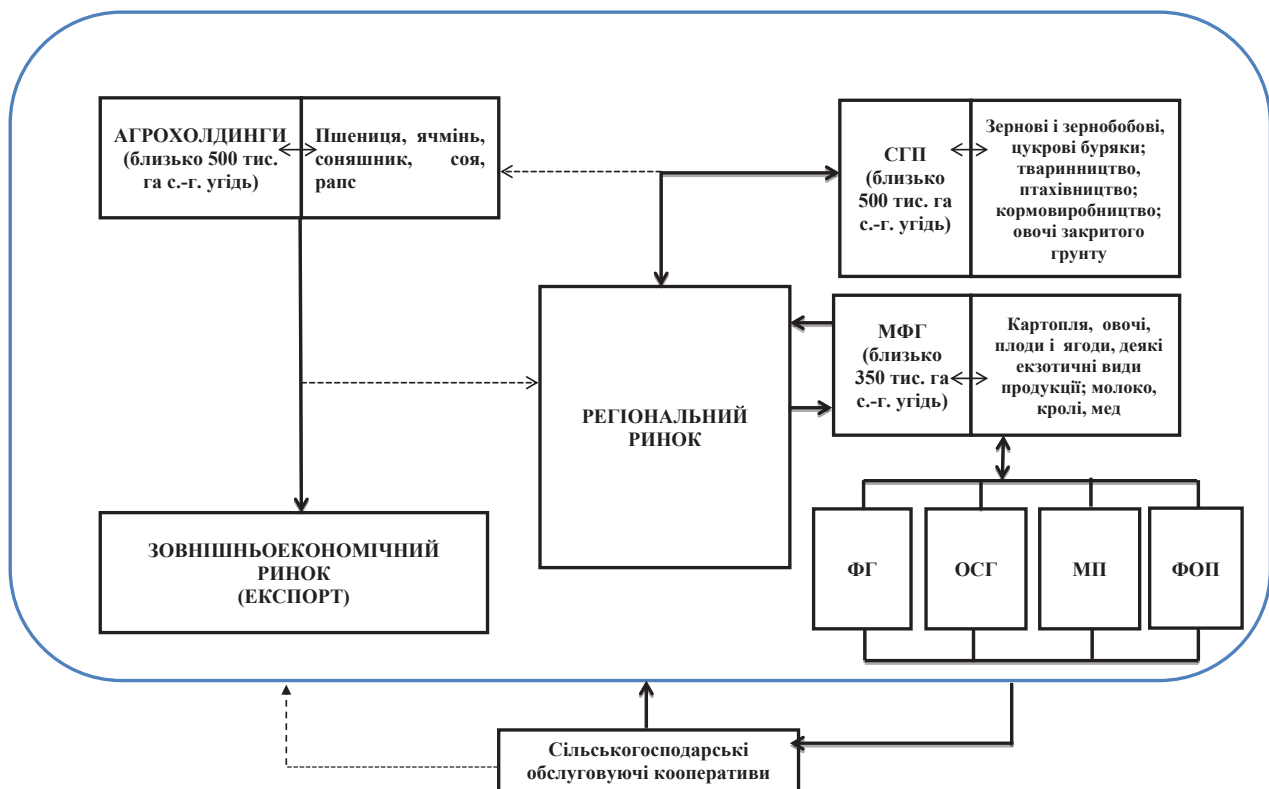 АГРОХОЛДИНГИ
(близько 500 тис.
га с.-г. угідь)
Пшениця, ячмінь,
соняшник, соя,
рапс
СГП
(близько
500 тис. га
с.-г. угідь)
Зернові і зернобобові,
цукрові буряки;
тваринництво,
птахівництво;
кормовиробництво;
овочі закритого
грунту
РЕГІОНАЛЬНИЙ
РИНОК
МФГ
(близько
350 тис. га
с.-г. угідь)
Картопля, овочі,
плоди і ягоди, деякі
екзотичні види
продукції; молоко,
кролі, мед
ЗОВНІШНЬОЕКОНОМІЧНИЙ
РИНОК
(ЕКСПОРТ)
ФГ
ОСГ
МП
ФОП
Сільськогосподарські
обслуговуючі кооперативи